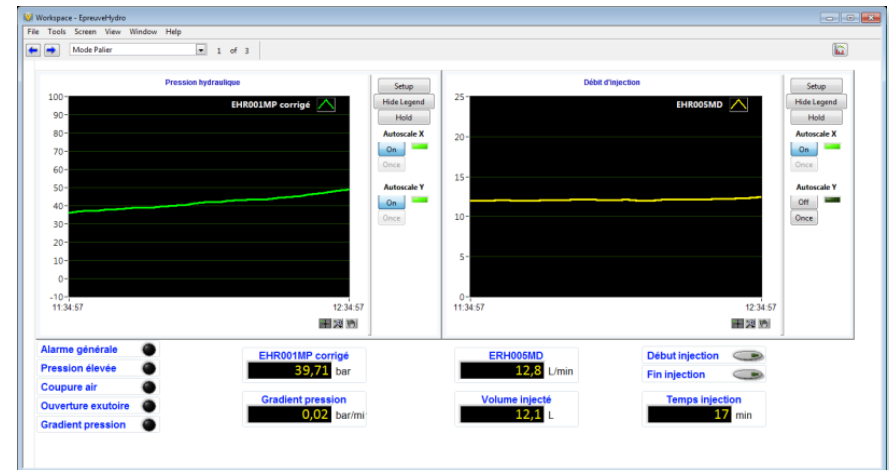 Workspace - EpreuveHydro
File Tools Screen View Window Help
Mode Palier 1 of 3
Pression hydraulique
EHR001MP corrigé
100
90
80
70
60
50
40
30
20
10
0
-10
11:34:57 12:34:57
Setup
Hide Legend
Hold
Autoscale X
On
Once
Autoscale Y
On
Once
Débit d'injection
EHR005MD
25
20
15
10
5
0
11:34:57 12:34:57
Setup
Hide Legend
Hold
Autoscale X
On
Once
Autoscale Y
Off
Once
Alarme générale
Pression élevée
Coupure air
Ouverture exutoire
Gradient pression
EHR001MP corrigé
39,71 bar
Gradient pression
0,02 bar/mi
ERH005MD
12,8 L/min
Volume injecté
12,1 L
Début injection
Fin injection
Temps injection
17 min